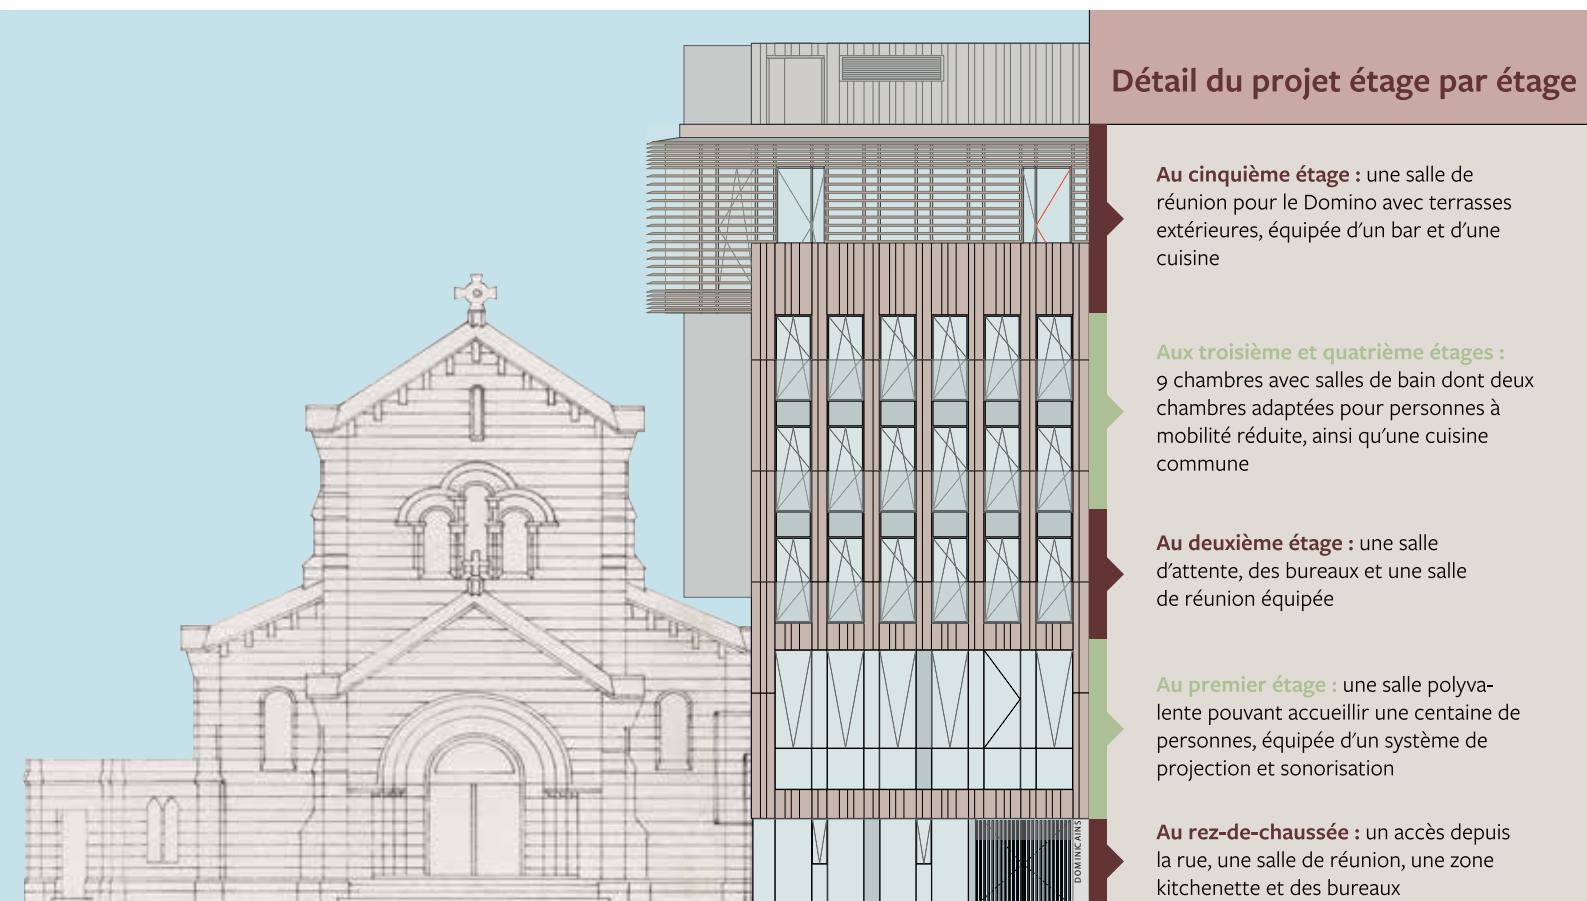 Détail du projet étage par étage
Au cinquième étage : une salle de
réunion pour le Domino avec terrasses
extérieures, équipée d'un bar et d'une
cuisine
Aux troisième et quatrième étages :
9 chambres avec salles de bain dont deux
chambres adaptées pour personnes à
mobilité réduite, ainsi qu'une cuisine
commune
Au deuxième étage : une salle
d'attente, des bureaux et une salle
de réunion équipée
Au premier étage : une salle polyva-
lente pouvant accueillir une centaine de
personnes, équipée d'un système de
projection et sonorisation
Au rez-de-chaussée : un accès depuis
la rue, une salle de réunion, une zone
kitchenette et des bureaux
DOMINICAINS